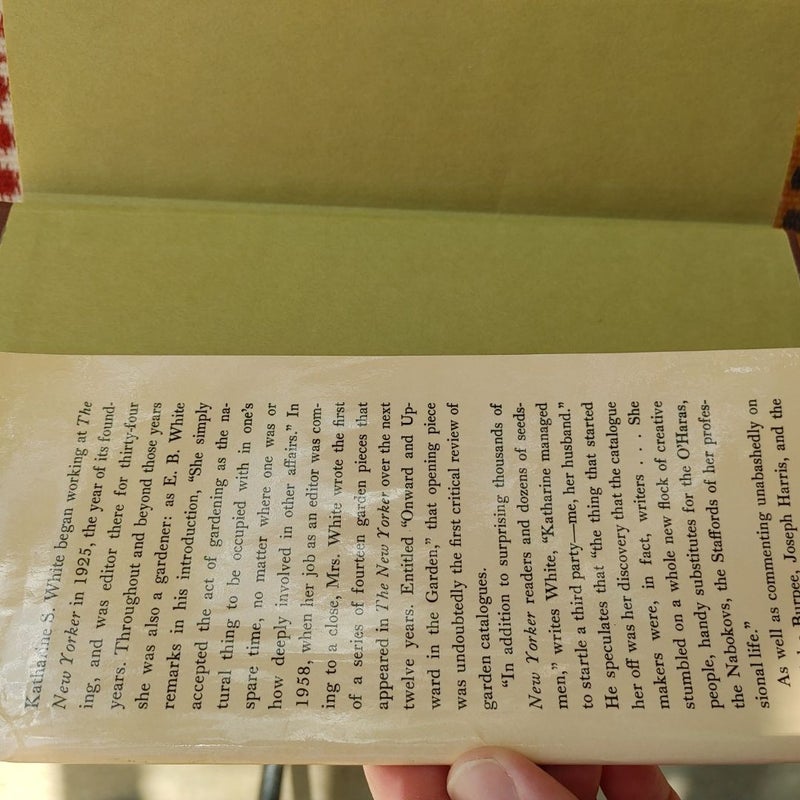 Katharine S. White began working at The
New Yorker in 1925, the year of its found-
ing, and was editor there for thirty-four
years. Throughout and beyond those years
she was also a gardener: as E. B. White
remarks in his introduction, “She simply
accepted the act of gardening as the na-
tural thing to be occupied with in one’s
spare time, no matter where one was or
how deeply involved in other affairs.” In
1958, when her job as an editor was com-
ing to a close, Mrs. White wrote the first
of a series of fourteen garden pieces that
appeared in The New Yorker over the next
twelve years. Entitled “Onward and Up-
ward in the Garden,” that opening piece
was undoubtedly the first critical review of
garden catalogues.
“In addition to surprising thousands of
New Yorker readers and dozens of seeds-
men,” writes White, “Katharine managed
to startle a third party—me, her husband.”
He speculates that “the thing that started
her off was her discovery that the catalogue
makers were, in fact, writers . . . She
stumbled on a whole new flock of creative
people, handy substitutes for the O’Haras,
the Nabokovs, the Staffords of her profes-
sional life.”
As well as commenting unabashedly on
Burpee, Joseph Harris, and the